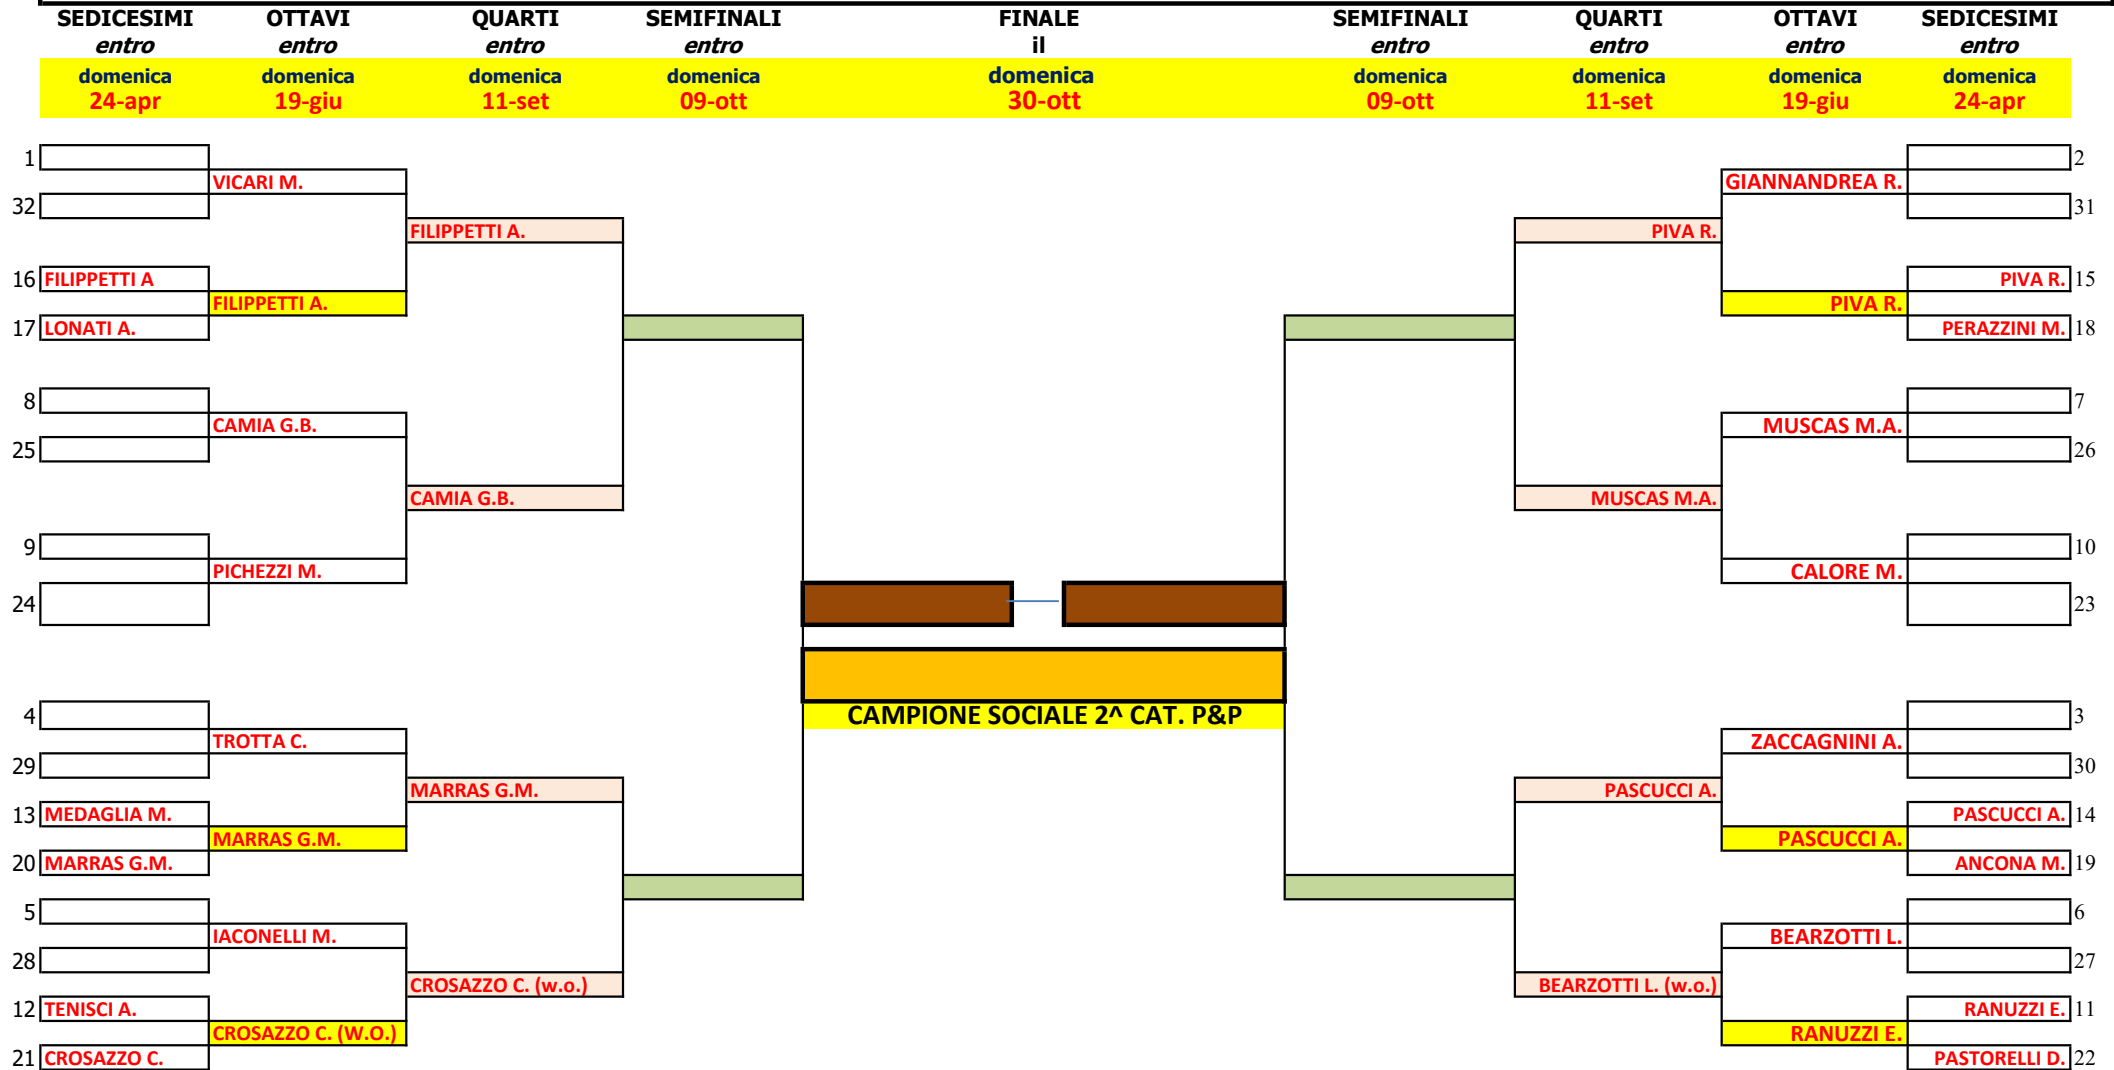 SEDICESIMI OTTAVI QUARTI SEMIFINALI FINALE SEMIFINALI QUARTI OTTAVI SEDICESIMI
entro entro entro entro il entro entro entro entro
domenica domenica domenica domenica domenica domenica domenica domenica domenica
24-apr 19-giu 11-set 09-ott 30-ott 09-ott 11-set 19-giu 24-apr
1 2
VICARI M. GIANNANDREA R.
32 31
FILIPPETTI A. PIVA R.
16 FILIPPETTI A PIVA R. 15
FILIPPETTI A. PIVA R.
17 LONATI A. PERAZZINI M. 18
8 7
CAMIA G.B. MUSCAS M.A.
25 26
CAMIA G.B. MUSCAS M.A.
9 10
PICHEZZI M. CALORE M.
24 23
4 CAMPIONE SOCIALE 2^ CAT. P&P 3
TROTTA C. ZACCAGNINI A.
29 30
MARRAS G.M. PASCUCCI A.
13 MEDAGLIA M. PASCUCCI A. 14
MARRAS G.M. PASCUCCI A.
20 MARRAS G.M. ANCONA M. 19
5 6
IACONELLI M. BEARZOTTI L.
28 27
CROSAZZO C. (w.o.) BEARZOTTI L. (w.o.)
12 TENISCI A. RANUZZI E. 11
CROSAZZO C. (W.O.) RANUZZI E.
21 CROSAZZO C. PASTORELLI D. 22